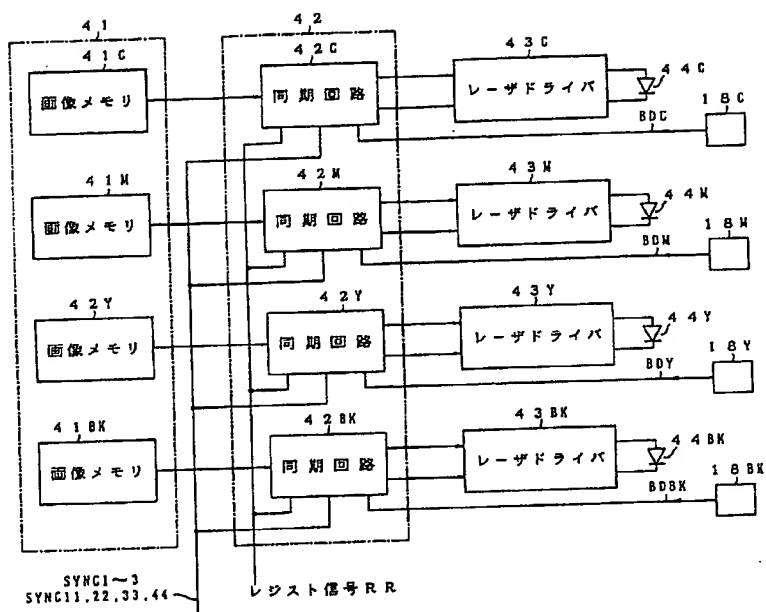 41
42
41C
42C
43C
44C
18C
画像メモリ
同期回路
レーザドライバ
BDC
41M
42M
43M
44M
18M
画像メモリ
同期回路
レーザドライバ
BDM
42Y
42Y
43Y
44Y
18Y
画像メモリ
同期回路
レーザドライバ
BDY
41BK
42BK
43BK
44BK
18BK
画像メモリ
同期回路
レーザドライバ
BDBK
SYNC1〜3
SYNC11,22,33,44
レジスト信号RR